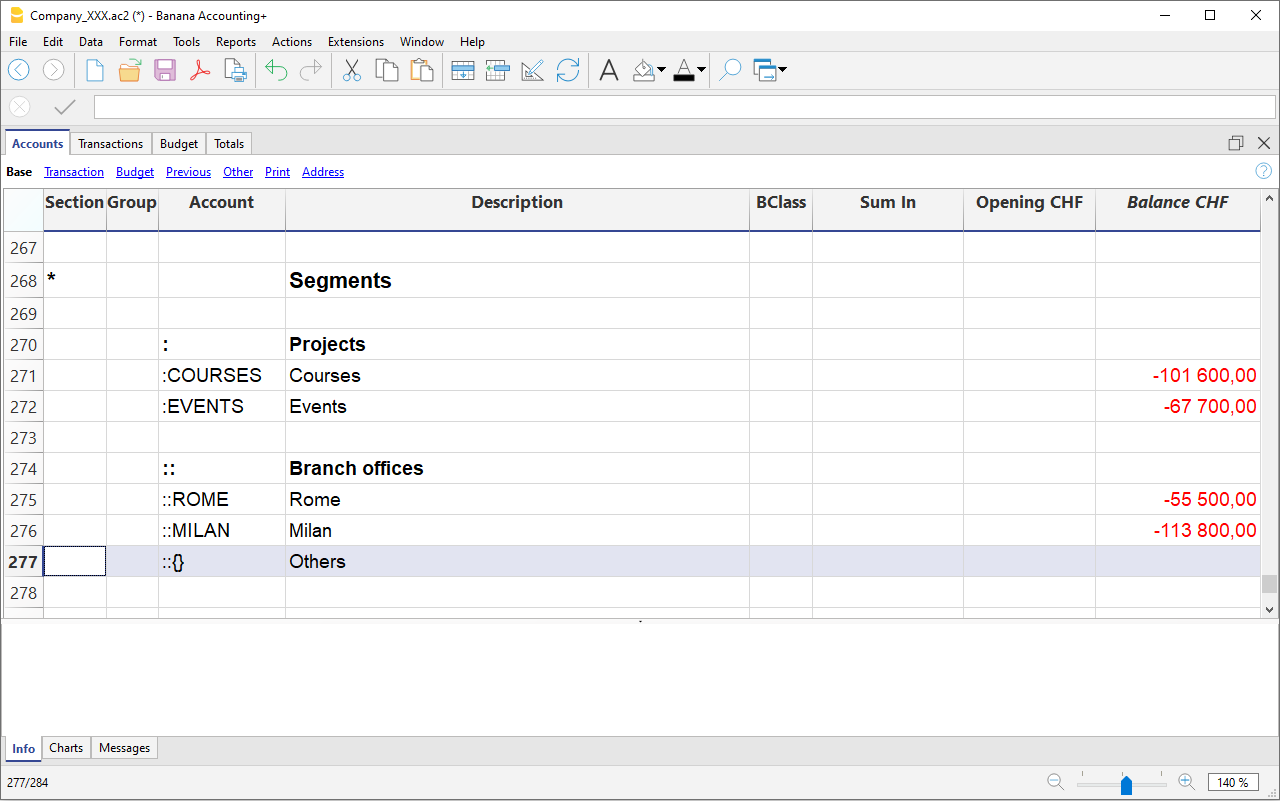 Company_XXX.ac2 (*) - Banana Accounting+
File Edit Data Format Tools Reports Actions Extensions Window Help
Accounts Transactions Budget Totals
Base Transaction Budget Previous Other Print Address
Section Group Account Description BClass Sum In Opening CHF Balance CHF
267
268 * Segments
269
270 : Projects
271 :COURSES Courses -101 600,00
272 :EVENTS Events -67 700,00
273
274 :: Branch offices
275 ::ROME Rome -55 500,00
276 ::MILAN Milan -113 800,00
277 ::{} Others
278
Info Charts Messages
277/284 140 %